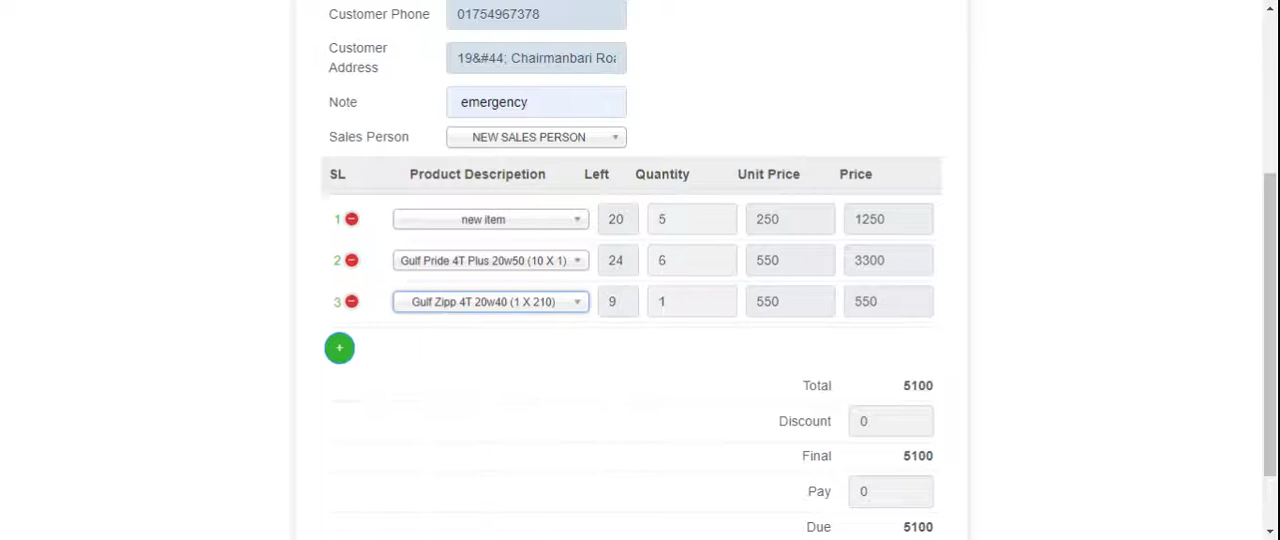 Customer Phone 01754967378
Customer Address 19&#44; Chairmanbari Roa
Note emergency
Sales Person NEW SALES PERSON
SL Product Descripetion Left Quantity Unit Price Price
1 new item 20 5 250 1250
2 Gulf Pride 4T Plus 20w50 (10 X 1) 24 6 550 3300
3 Gulf Zipp 4T 20w40 (1 X 210) 9 1 550 550
+
Total 5100
Discount 0
Final 5100
Pay 0
Due 5100